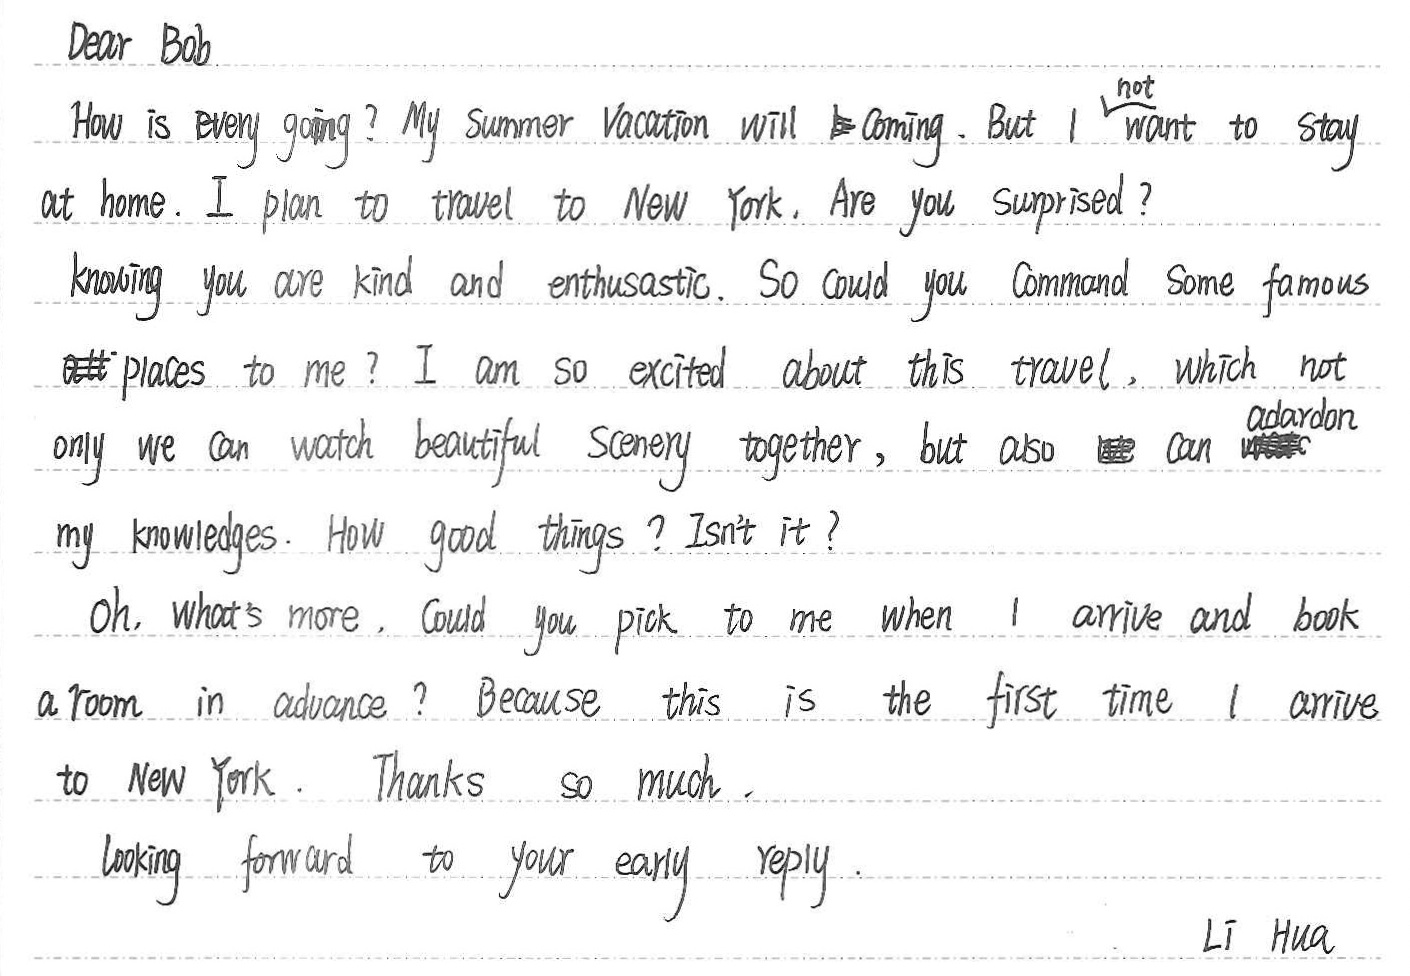 Dear Bob
How is every going? My summer vacation will coming. But I not want to stay
at home. I plan to travel to New York. Are you surprised?
knowing you are kind and enthusastic. So could you command some famous
places to me? I am so excited about this travel, which not
only we can watch beautiful scenery together, but also can adardon
my knowledges. How good things? Isn't it?
Oh, what's more, could you pick to me when I arrive and book
a room in advance? Because this is the first time I arrive
to New York. Thanks so much.
looking forward to your early reply.
Li Hua